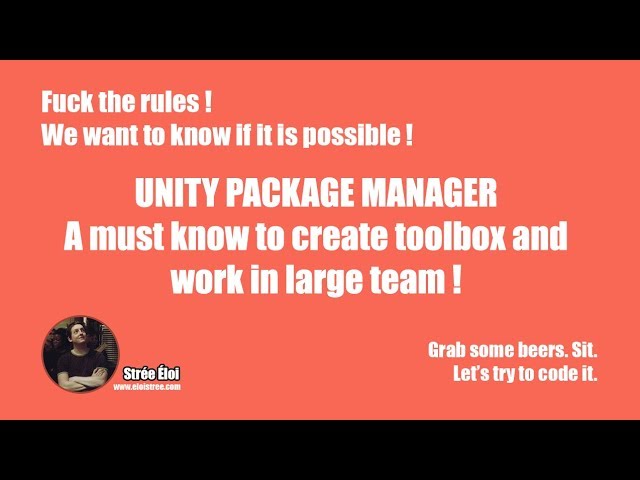 Fuck the rules !
We want to know if it is possible !
UNITY PACKAGE MANAGER
A must know to create toolbox and
work in large team !
Strée Éloi
www.eloistree.com
Grab some beers. Sit.
Let's try to code it.